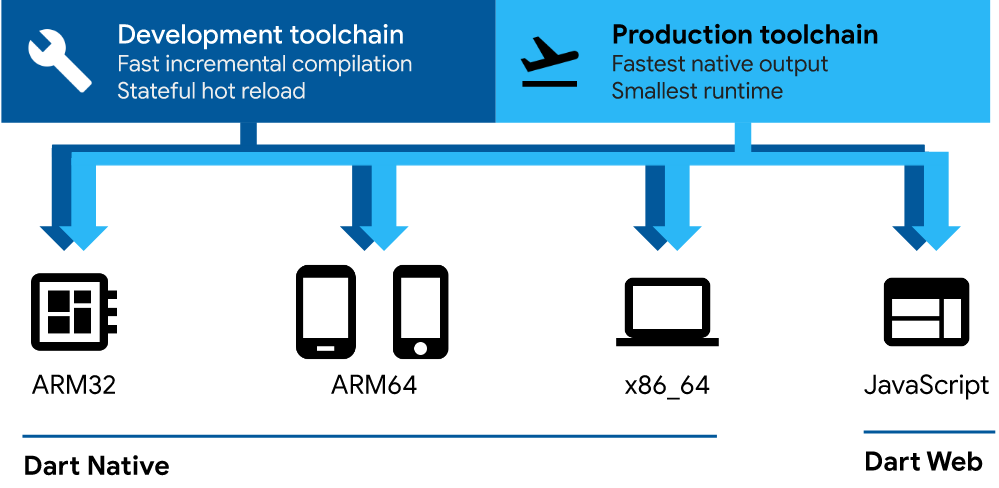 Development toolchain
Fast incremental compilation
Stateful hot reload
Production toolchain
Fastest native output
Smallest runtime
ARM32
ARM64
x86_64
JavaScript
Dart Native
Dart Web